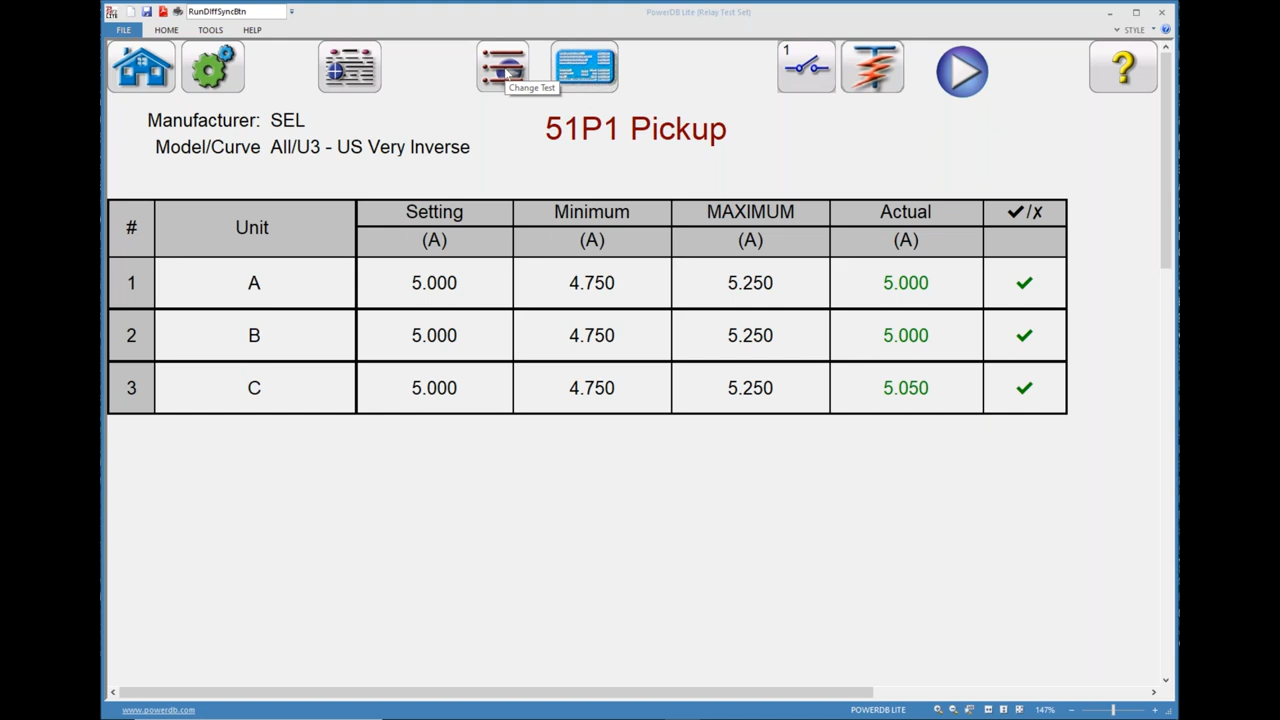 RunDiffSyncBtn
PowerDB Lite (Relay Test Set)
FILE HOME TOOLS HELP
STYLE
1
Change Test
Manufacturer: SEL
51P1 Pickup
Model/Curve All/U3 - US Very Inverse
# Unit Setting Minimum MAXIMUM Actual ✔/✗
(A) (A) (A) (A)
1 A 5.000 4.750 5.250 5.000 ✔
2 B 5.000 4.750 5.250 5.000 ✔
3 C 5.000 4.750 5.250 5.050 ✔
www.powerdb.com
POWERDB LITE
147%